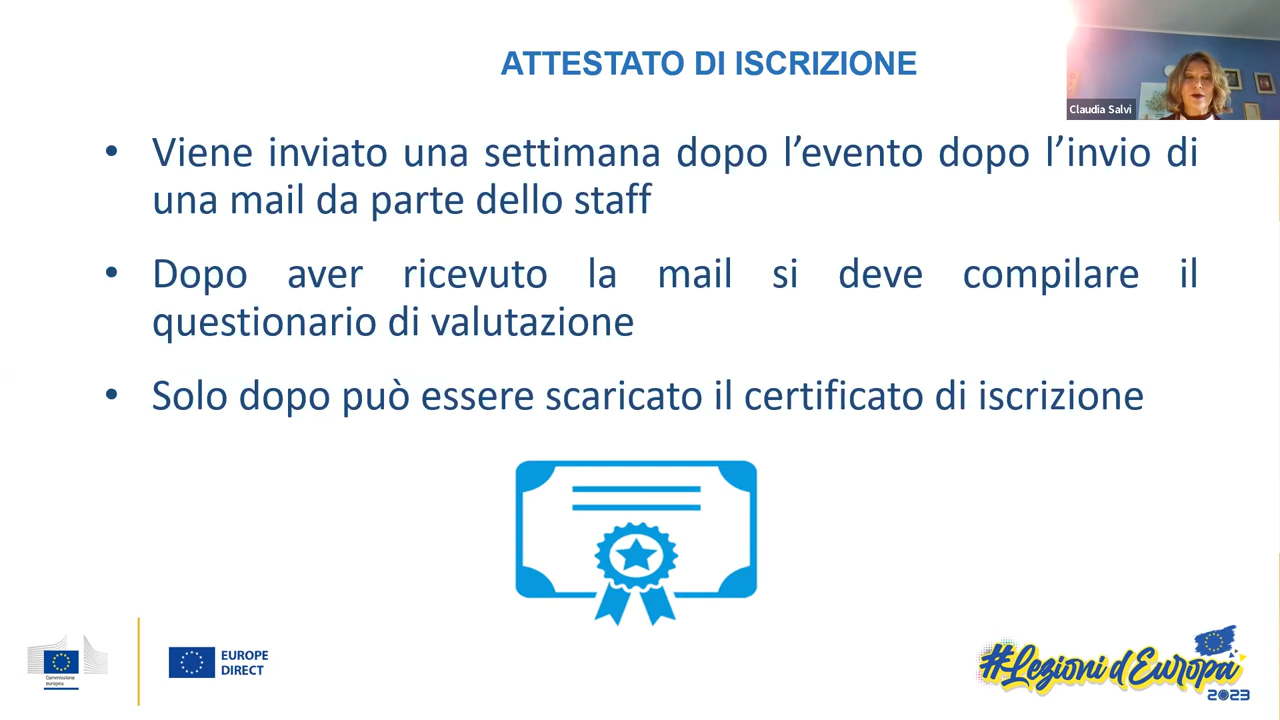 ATTESTATO DI ISCRIZIONE
Claudia Salvi
• Viene inviato una settimana dopo l’evento dopo l’invio di
una mail da parte dello staff
• Dopo aver ricevuto la mail si deve compilare il
questionario di valutazione
• Solo dopo può essere scaricato il certificato di iscrizione
Commissione
europea
EUROPE
DIRECT
#Lezioni d'Europa
2023